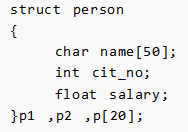 struct person
{
char name[50];
int cit_no;
float salary;
}p1 ,p2 ,p[20];